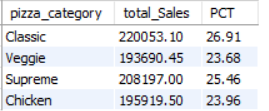 pizza_category total_Sales PCT
Classic 220053.10 26.91
Veggie 193690.45 23.68
Supreme 208197.00 25.46
Chicken 195919.50 23.96